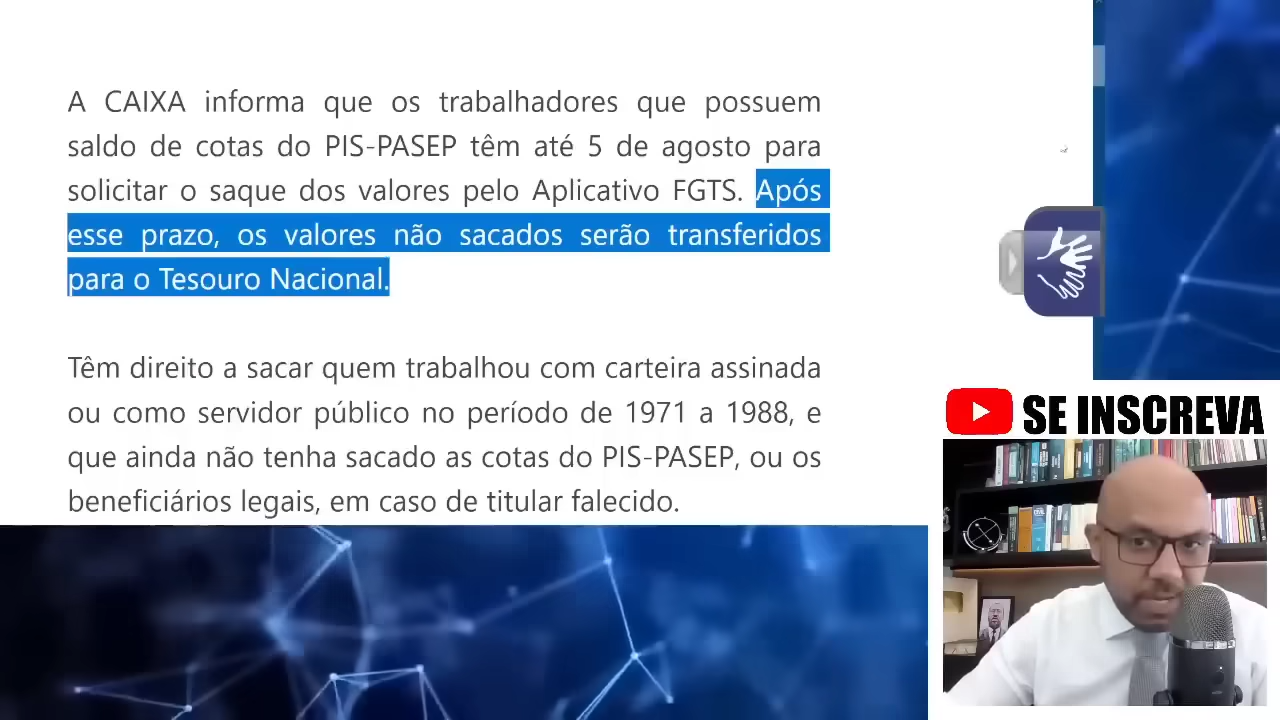 A CAIXA informa que os trabalhadores que possuem
saldo de cotas do PIS-PASEP têm até 5 de agosto para
solicitar o saque dos valores pelo Aplicativo FGTS. Após
esse prazo, os valores não sacados serão transferidos
para o Tesouro Nacional.
Têm direito a sacar quem trabalhou com carteira assinada
ou como servidor público no período de 1971 a 1988, e
que ainda não tenha sacado as cotas do PIS-PASEP, ou os
beneficiários legais, em caso de titular falecido.
SE INSCREVA